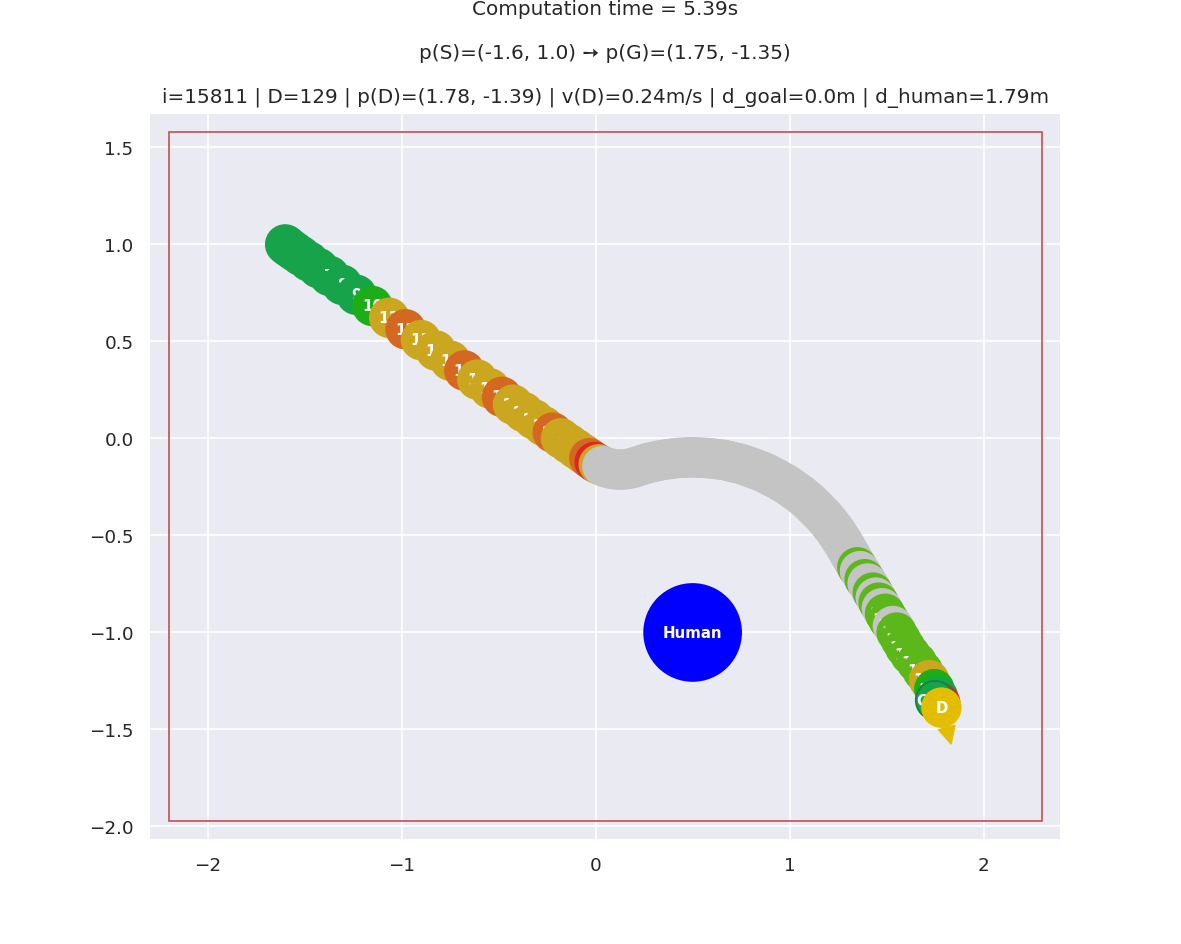 Computation time = 5.39s
p(S)=(-1.6, 1.0) → p(G)=(1.75, -1.35)
i=15811 | D=129 | p(D)=(1.78, -1.39) | v(D)=0.24m/s | d_goal=0.0m | d_human=1.79m
1.5
1.0
0.5
0.0
−0.5
−1.0
Human
D
−1.5
−2.0
−2 −1 0 1 2